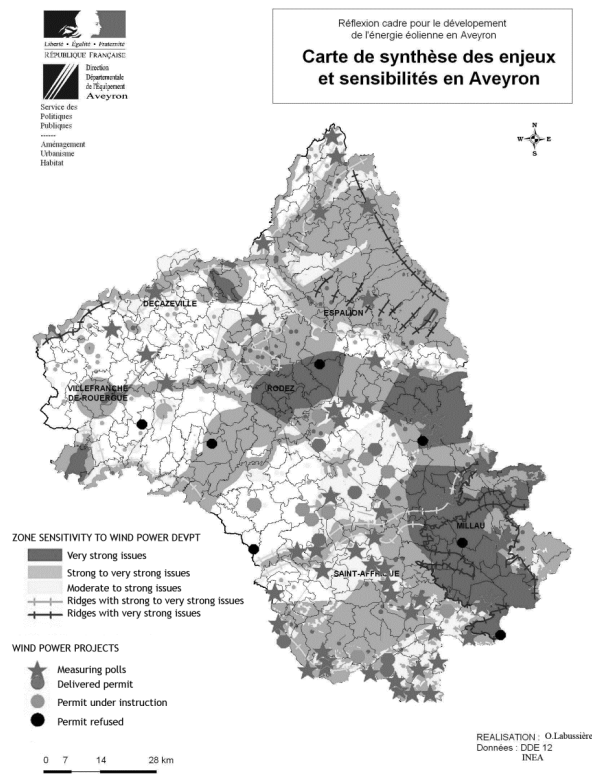 Liberté • Égalité • Fraternité
RÉPUBLIQUE FRANÇAISE
Direction
Départementale
de l'Equipement
Aveyron
Service des
Politiques
Publiques
------
Aménagement
Urbanisme
Habitat
Réflexion cadre pour le dévelopement
de l'énergie éolienne en Aveyron
Carte de synthèse des enjeux
et sensibilités en Aveyron
N
W E
S
DECAZEVILLE
ESPALION
VILLEFRANCHE
DE-ROUERGUE
RODEZ
MILLAU
SAINT-AFFRIQUE
ZONE SENSITIVITY TO WIND POWER DEVPT
Very strong issues
Strong to very strong issues
Moderate to strong issues
Ridges with strong to very strong issues
Ridges with very strong issues
WIND POWER PROJECTS
Measuring polls
Delivered permit
Permit under instruction
Permit refused
0 7 14 28 km
REALISATION : O.Labussière
Données : DDE 12
INEA